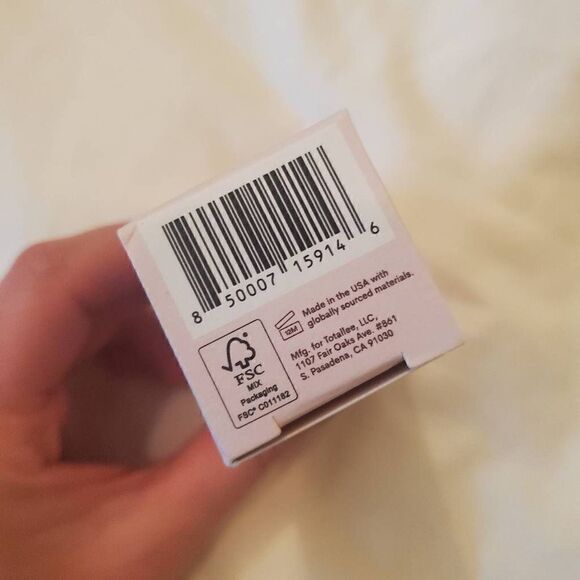 8 50007 15914 6
12M
Made in the USA with
globally sourced materials.
Mfg. for Totallee, LLC,
1107 Fair Oaks Ave. #861
S. Pasadena, CA 91030
FSC
MIX
Packaging
FSC® C011182